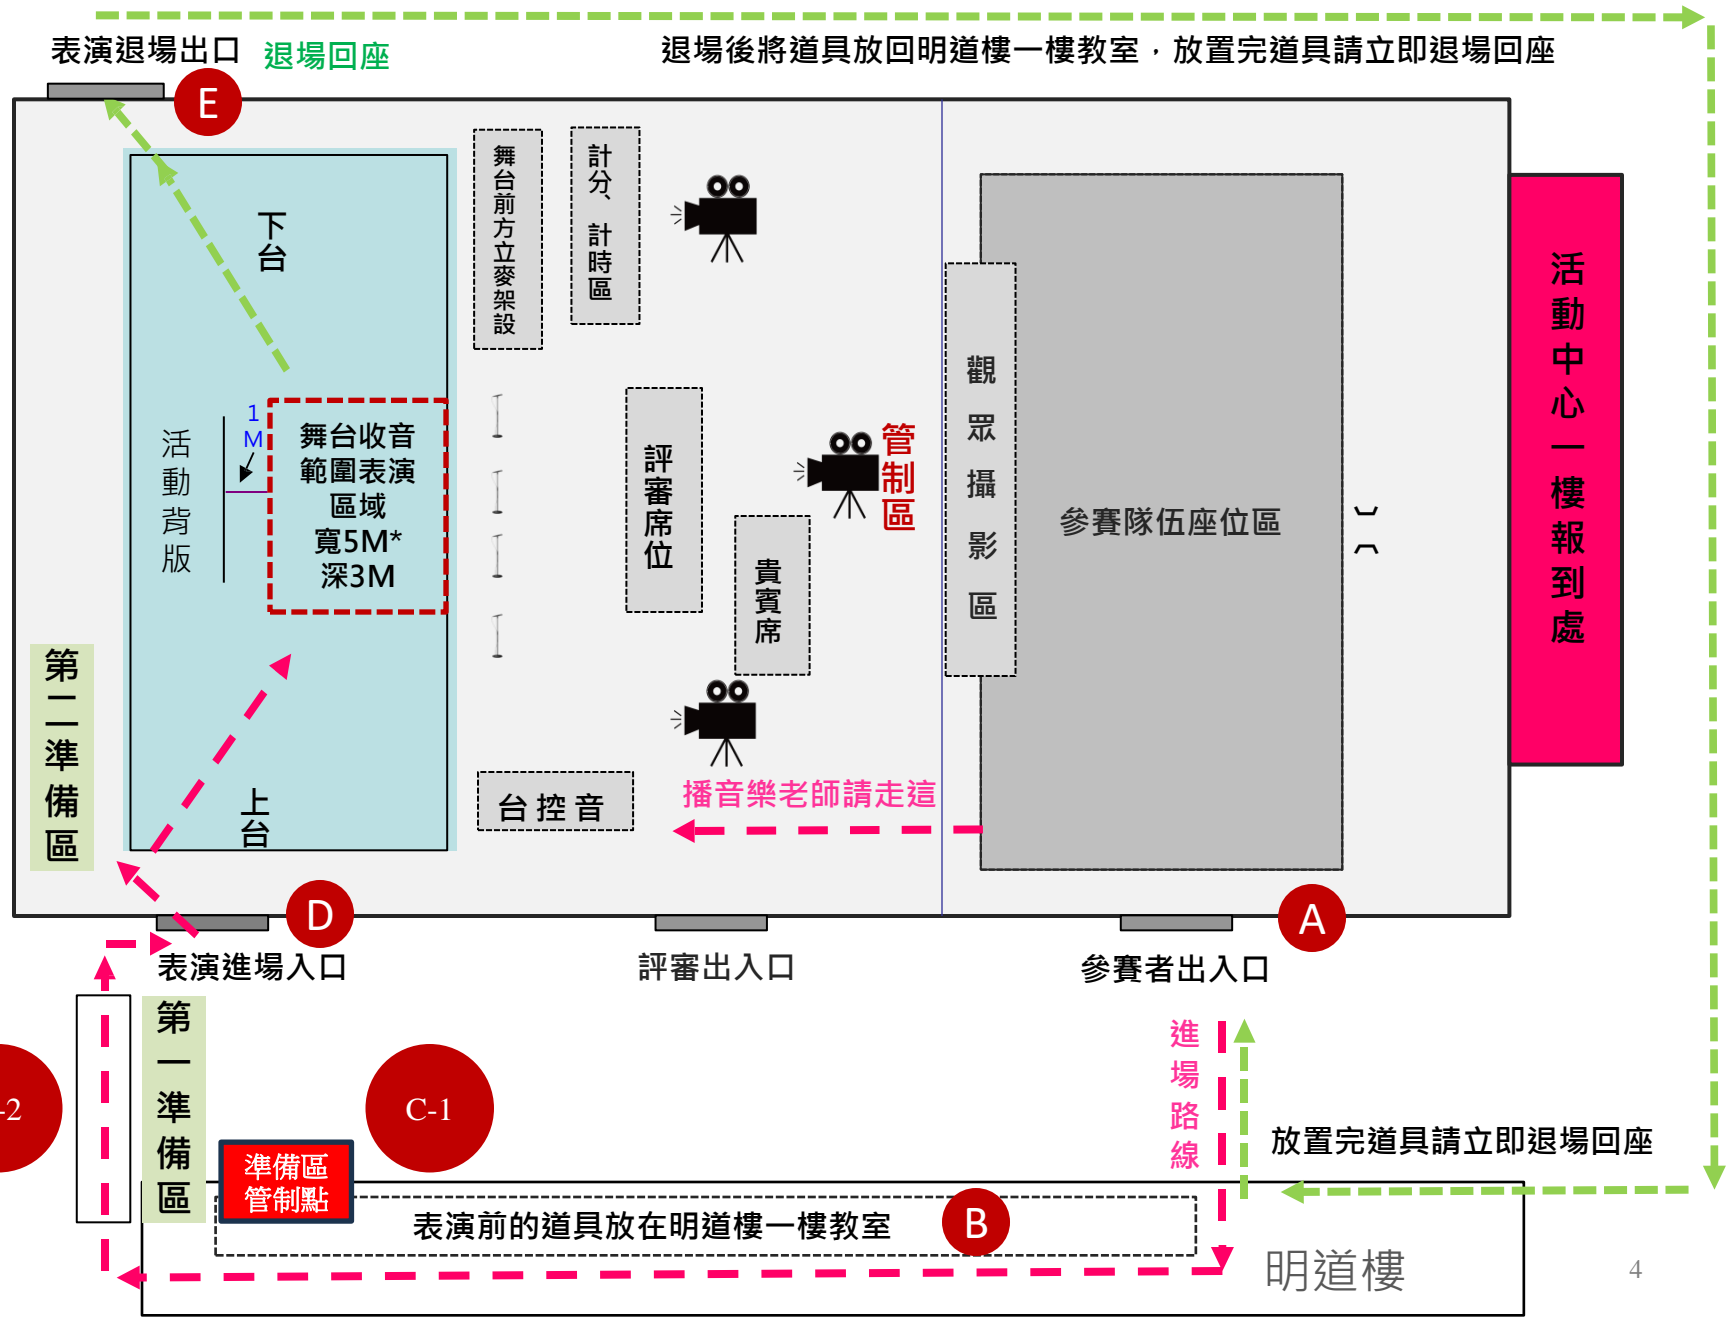 表演退場出口
退場回座
退場後將道具放回明道樓一樓教室，放置完道具請立即退場回座
E
下台
舞台前方立麥架設
計分、計時區
活動背版
1
M
舞台收音
範圍表演
區域
寬5M*
深3M
評審席位
貴賓席
管制區
觀眾攝影區
參賽隊伍座位區
活動中心一樓報到處
第二準備區
上台
台控音
播音樂老師請走這
D
A
表演進場入口
評審出入口
參賽者出入口
第一準備區
-2
C-1
進場路線
放置完道具請立即退場回座
準備區
管制點
表演前的道具放在明道樓一樓教室
B
明道樓
4